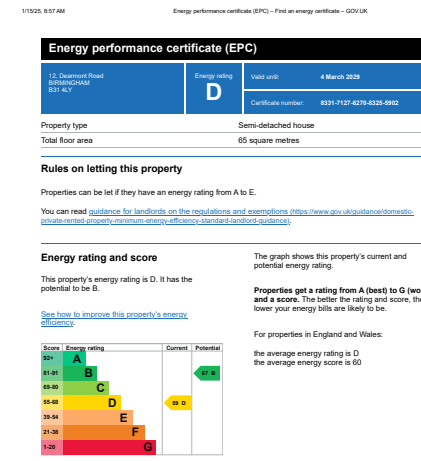 1/15/25, 8:57 AM Energy performance certificate (EPC) – Find an energy certificate – GOV.UK
Energy performance certificate (EPC)
12, Dearmont Road
BIRMINGHAM
B31 4LY
Energy rating
D
Valid until: 4 March 2029
Certificate number: 8331-7127-6270-8325-5902
Property type Semi-detached house
Total floor area 65 square metres
Rules on letting this property
Properties can be let if they have an energy rating from A to E.
You can read guidance for landlords on the regulations and exemptions (https://www.gov.uk/guidance/domestic-
private-rented-property-minimum-energy-efficiency-standard-landlord-guidance).
Energy rating and score
This property's energy rating is D. It has the
potential to be B.
See how to improve this property's energy
efficiency.
Score Energy rating Current Potential
92+ A
81-91 B 87 B
69-80 C
55-68 D 59 D
39-54 E
21-38 F
1-20 G
The graph shows this property's current and
potential energy rating.
Properties get a rating from A (best) to G (wo
and a score. The better the rating and score, the
lower your energy bills are likely to be.
For properties in England and Wales:
the average energy rating is D
the average energy score is 60